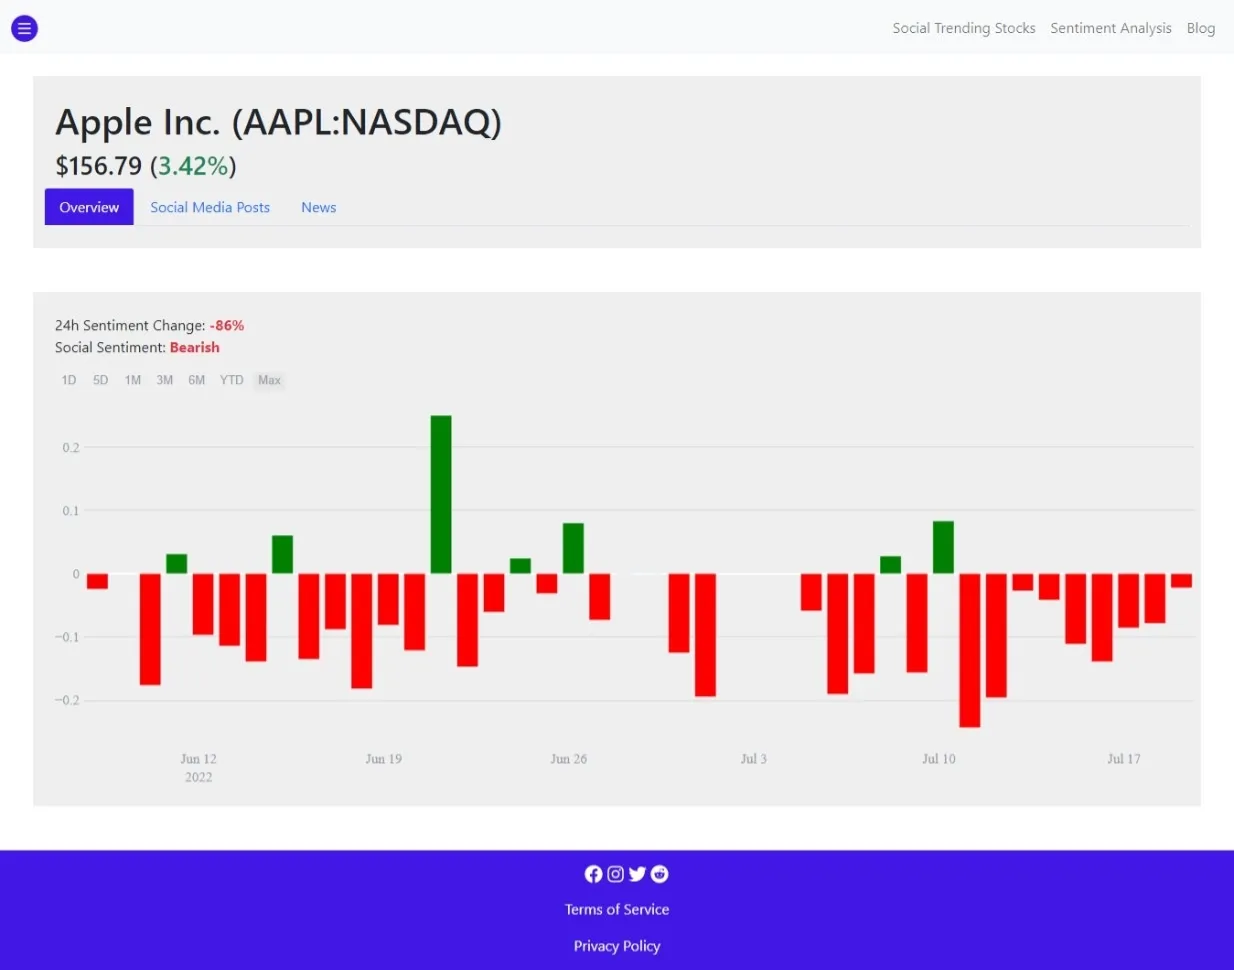 Social Trending Stocks Sentiment Analysis Blog
Apple Inc. (AAPL:NASDAQ)
$156.79 (3.42%)
Overview Social Media Posts News
24h Sentiment Change: -86%
Social Sentiment: Bearish
1D 5D 1M 3M 6M YTD Max
0.2
0.1
0
−0.1
−0.2
Jun 12 Jun 19 Jun 26 Jul 3 Jul 10 Jul 17
2022
Terms of Service
Privacy Policy